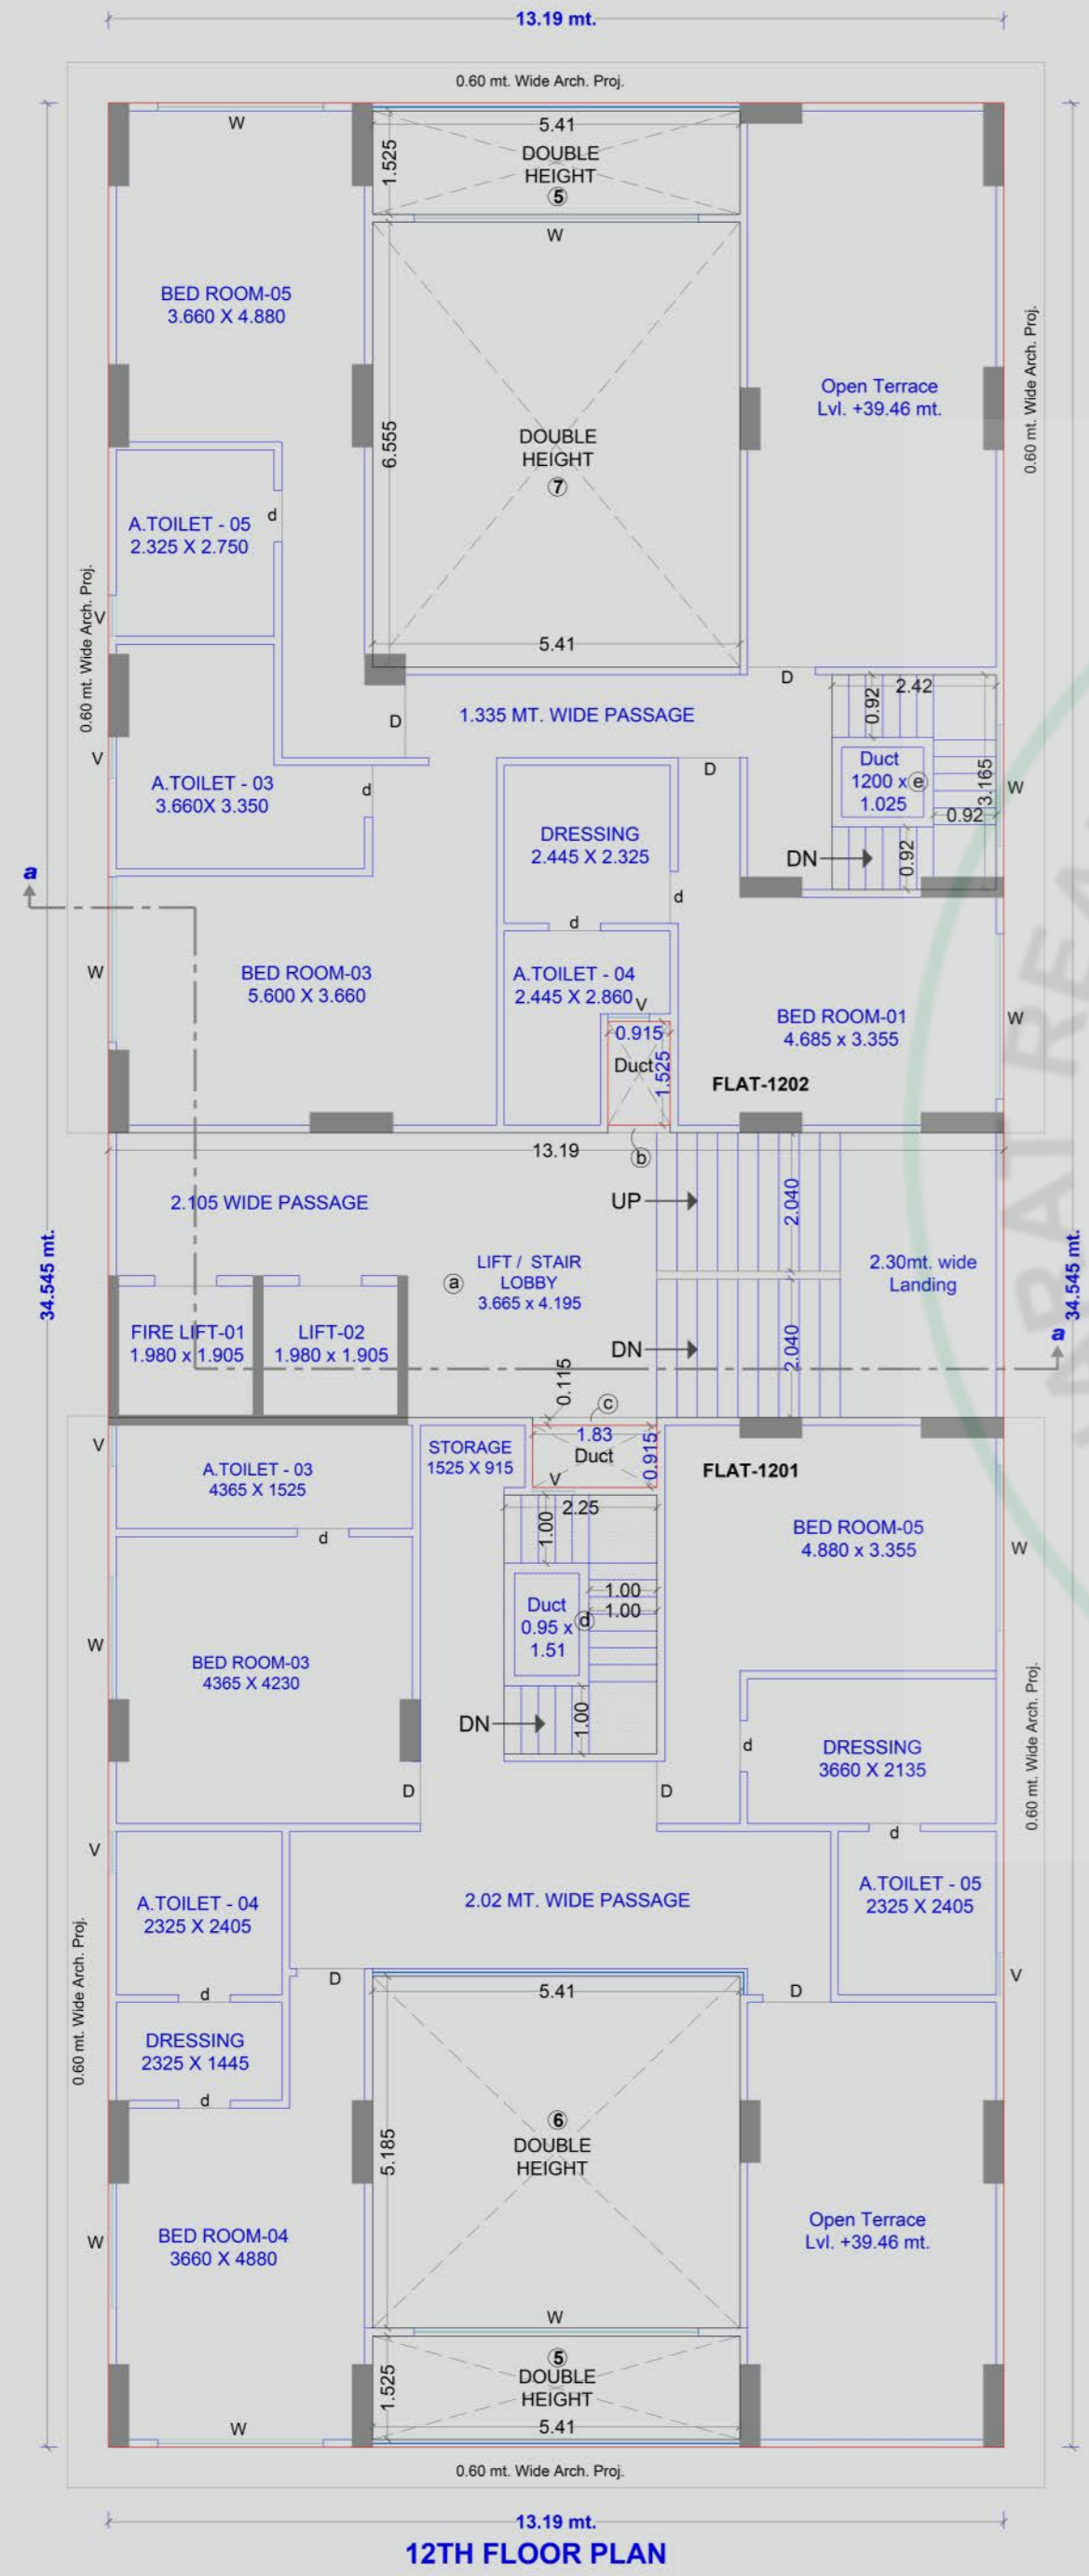 13.19 mt.
0.60 mt. Wide Arch. Proj.
W
5.41
1.525
DOUBLE
HEIGHT
5
W
BED ROOM-05
3.660 X 4.880
0.60 mt. Wide Arch. Proj.
Open Terrace
Lvl. +39.46 mt.
6.555
DOUBLE
HEIGHT
7
A.TOILET - 05
2.325 X 2.750
d
0.60 mt. Wide Arch. Proj.
V
5.41
D
2.42
0.92
1.335 MT. WIDE PASSAGE
D
V
D
Duct
1200 x
1.025
e
3.165
W
A.TOILET - 03
3.660X 3.350
d
0.92
DRESSING
2.445 X 2.325
DN
0.92
a
d
d
W
BED ROOM-03
5.600 X 3.660
A.TOILET - 04
2.445 X 2.860
V
BED ROOM-01
4.685 x 3.355
W
0.915
Duct
1.525
FLAT-1202
13.19
b
2.105 WIDE PASSAGE
UP
2.040
34.545 mt.
34.545 mt.
LIFT / STAIR
LOBBY
3.665 x 4.195
a
2.30mt. wide
Landing
FIRE LIFT-01
1.980 x 1.905
LIFT-02
1.980 x 1.905
DN
2.040
a
0.115
c
V
A.TOILET - 03
4365 X 1525
STORAGE
1525 X 915
1.83
Duct
0.915
V
FLAT-1201
2.25
1.00
d
BED ROOM-05
4.880 x 3.355
W
1.00
1.00
Duct
0.95 x
1.51
d
W
BED ROOM-03
4365 X 4230
DN
1.00
0.60 mt. Wide Arch. Proj.
d
DRESSING
3660 X 2135
D
D
d
V
A.TOILET - 04
2325 X 2405
2.02 MT. WIDE PASSAGE
A.TOILET - 05
2325 X 2405
0.60 mt. Wide Arch. Proj.
D
V
d
5.41
D
DRESSING
2325 X 1445
d
6
DOUBLE
HEIGHT
5.185
W
BED ROOM-04
3660 X 4880
Open Terrace
Lvl. +39.46 mt.
W
5
DOUBLE
HEIGHT
1.525
5.41
W
0.60 mt. Wide Arch. Proj.
13.19 mt.
12TH FLOOR PLAN